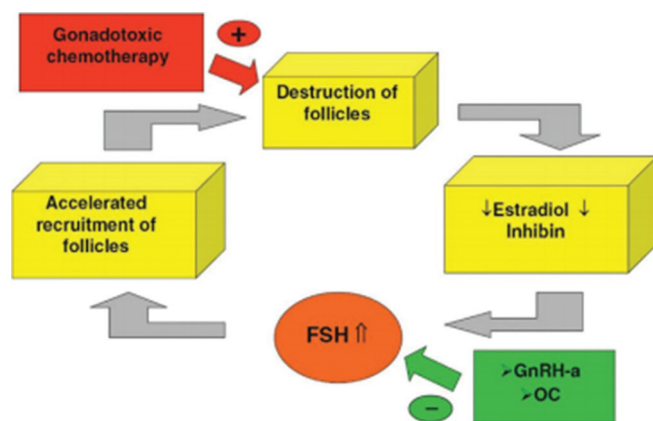 Gonadotoxic
chemotherapy
+
Destruction of
follicles
Accelerated
recruitment of
follicles
↓Estradiol ↓
Inhibin
FSH ⇑
➢GnRH-a
➢OC
−